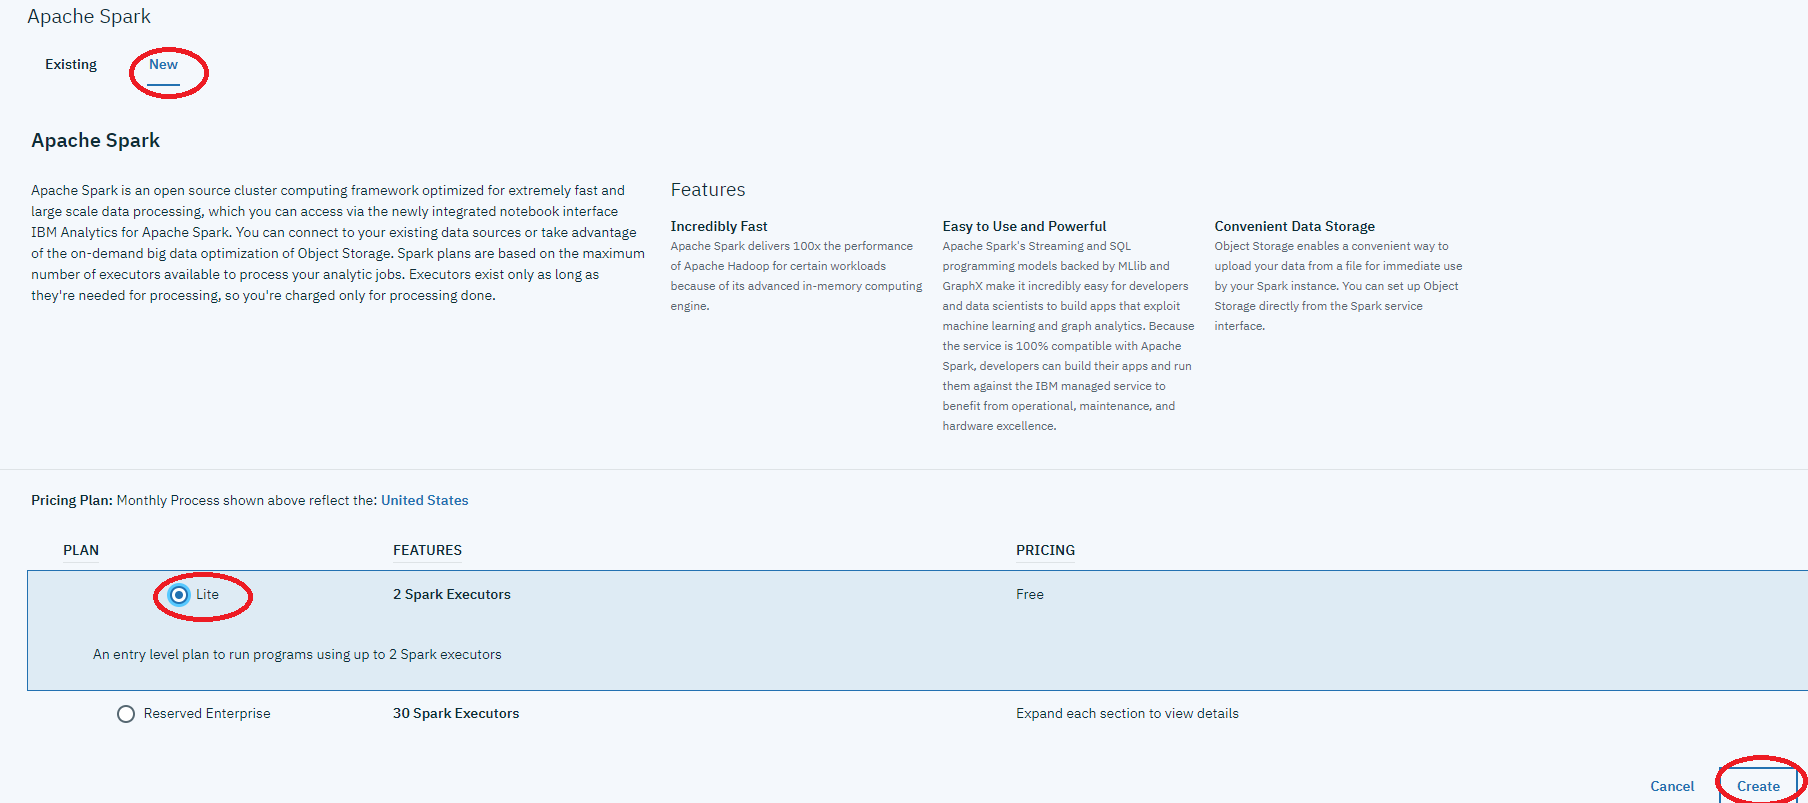 Apache Spark
Existing
New
Apache Spark
Apache Spark is an open source cluster computing framework optimized for extremely fast and
large scale data processing, which you can access via the newly integrated notebook interface
IBM Analytics for Apache Spark. You can connect to your existing data sources or take advantage
of the on-demand big data optimization of Object Storage. Spark plans are based on the maximum
number of executors available to process your analytic jobs. Executors exist only as long as
they're needed for processing, so you're charged only for processing done.
Features
Incredibly Fast
Apache Spark delivers 100x the performance
of Apache Hadoop for certain workloads
because of its advanced in-memory computing
engine.
Easy to Use and Powerful
Apache Spark's Streaming and SQL
programming models backed by MLlib and
GraphX make it incredibly easy for developers
and data scientists to build apps that exploit
machine learning and graph analytics. Because
the service is 100% compatible with Apache
Spark, developers can build their apps and run
them against the IBM managed service to
benefit from operational, maintenance, and
hardware excellence.
Convenient Data Storage
Object Storage enables a convenient way to
upload your data from a file for immediate use
by your Spark instance. You can set up Object
Storage directly from the Spark service
interface.
Pricing Plan: Monthly Process shown above reflect the: United States
PLAN
FEATURES
PRICING
Lite
2 Spark Executors
Free
An entry level plan to run programs using up to 2 Spark executors
Reserved Enterprise
30 Spark Executors
Expand each section to view details
Cancel
Create